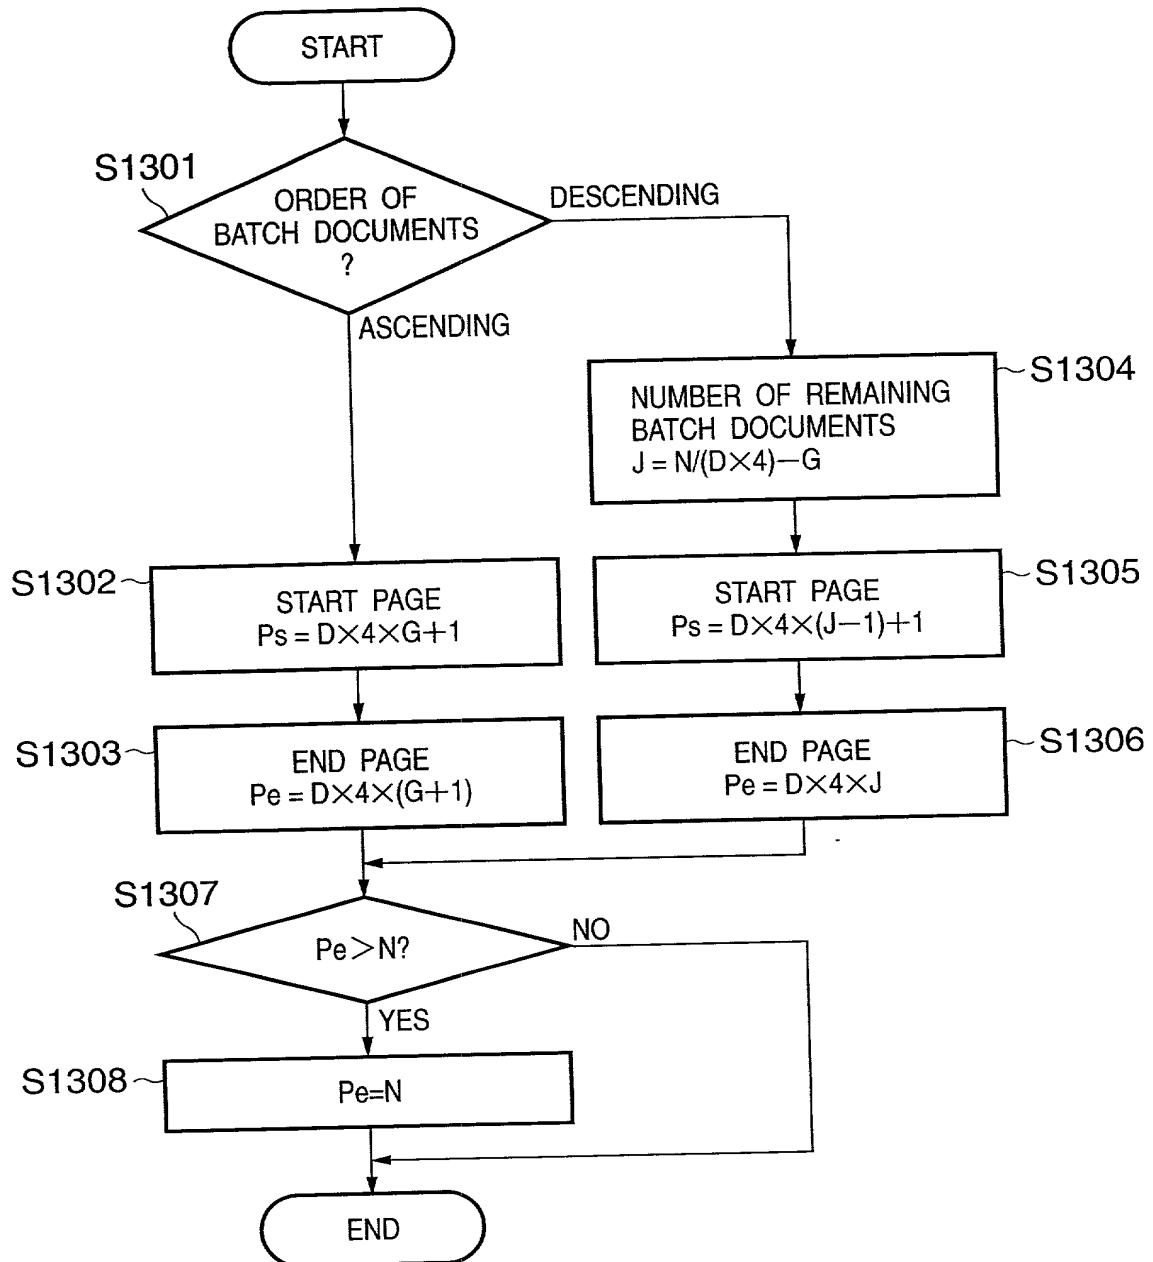 START
S1301
ORDER OF
BATCH DOCUMENTS
?
DESCENDING
ASCENDING
S1304
NUMBER OF REMAINING
BATCH DOCUMENTS
J = N/(D×4)−G
S1302
START PAGE
Ps = D×4×G+1
S1305
START PAGE
Ps = D×4×(J−1)+1
S1303
END PAGE
Pe = D×4×(G+1)
S1306
END PAGE
Pe = D×4×J
S1307
Pe>N?
NO
YES
S1308
Pe=N
END